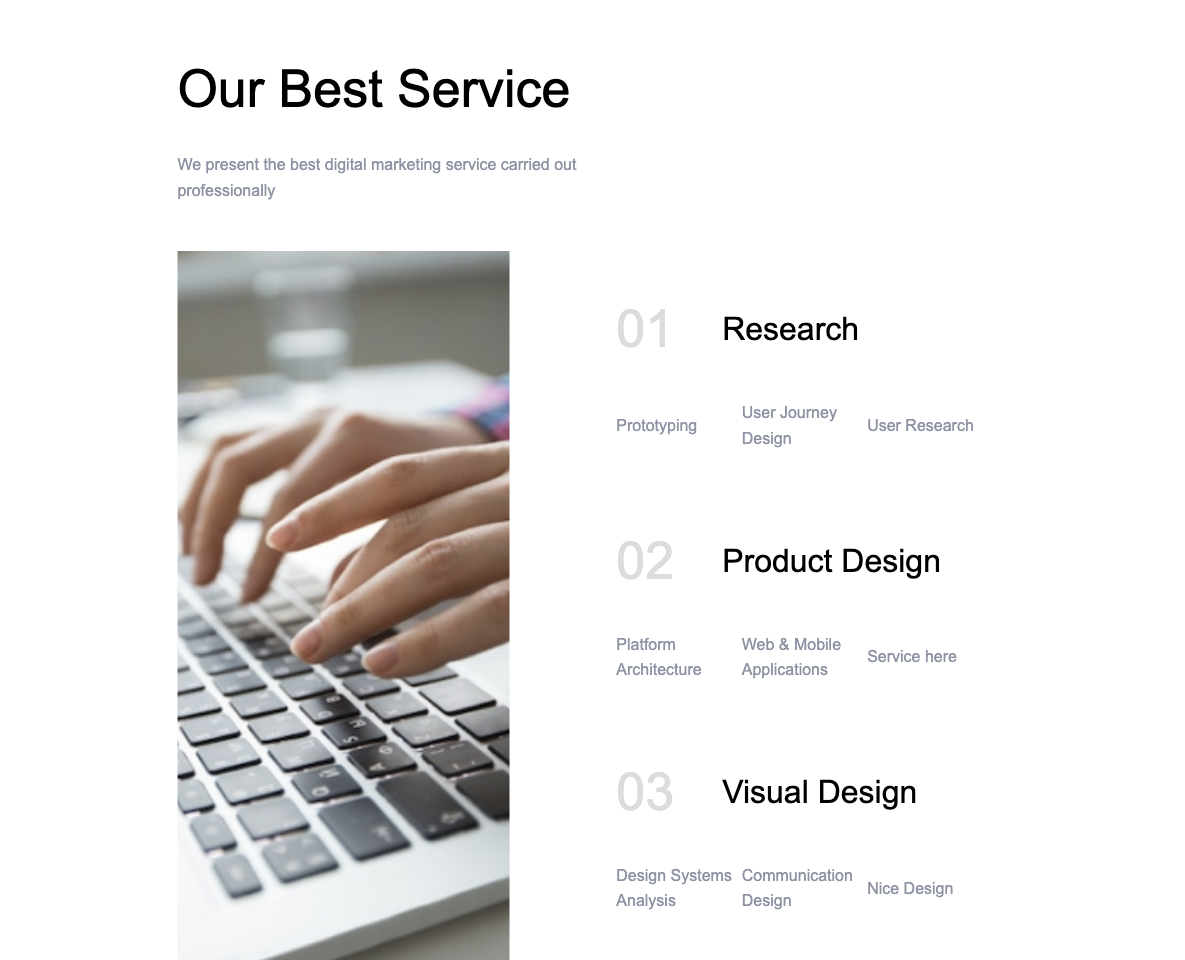 Our Best Service
We present the best digital marketing service carried out
professionally
01 Research
Prototyping
User Journey
Design
User Research
02 Product Design
Platform
Architecture
Web & Mobile
Applications
Service here
03 Visual Design
Design Systems
Analysis
Communication
Design
Nice Design